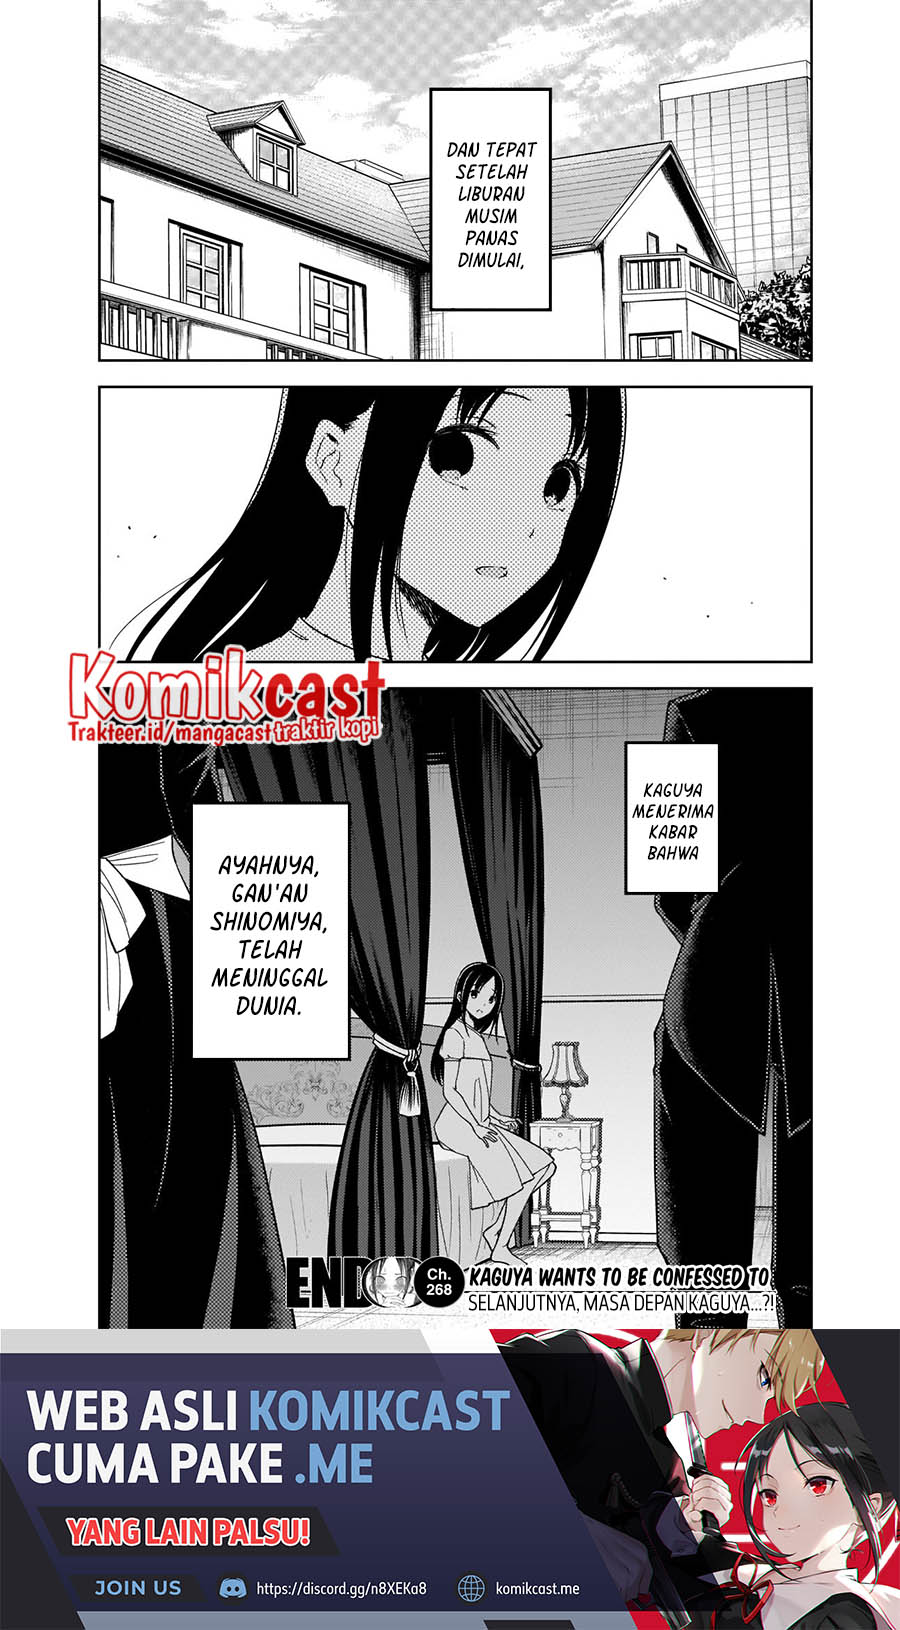 DAN TEPAT
SETELAH
LIBURAN
MUSIM
PANAS
DIMULAI,
Komikcast
Trakteer.id/mangacast traktir kopi
KAGUYA
MENERIMA
KABAR
BAHWA
AYAHNYA,
GAN'AN
SHINOMIYA,
TELAH
MENINGGAL
DUNIA.
END
Ch.
268
KAGUYA WANTS TO BE CONFESSED TO
SELANJUTNYA, MASA DEPAN KAGUYA...?!
WEB ASLI KOMIKCAST
CUMA PAKE .ME
YANG LAIN PALSU!
JOIN US
https://discord.gg/n8XEKa8
komikcast.me